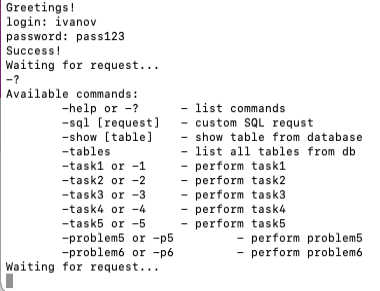 Greetings!
login: ivanov
password: pass123
Success!
Waiting for request...
-?
Available commands:
-help or -? - list commands
-sql [request] - custom SQL requst
-show [table] - show table from database
-tables - list all tables from db
-task1 or -1 - perform task1
-task2 or -2 - perform task2
-task3 or -3 - perform task3
-task4 or -4 - perform task4
-task5 or -5 - perform task5
-problem5 or -p5 - perform problem5
-problem6 or -p6 - perform problem6
Waiting for request...